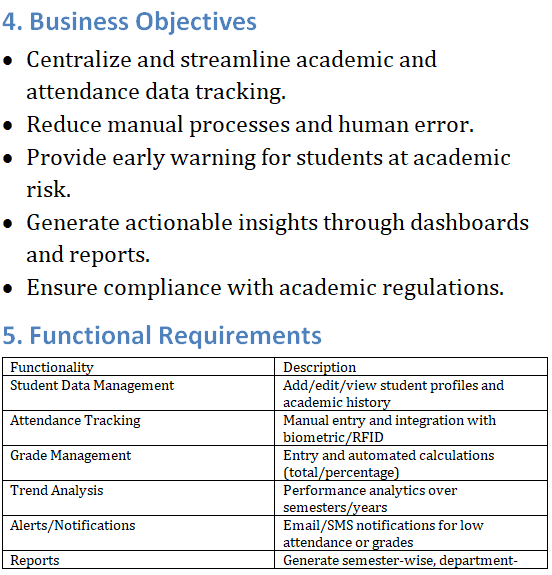 4. Business Objectives
• Centralize and streamline academic and
attendance data tracking.
• Reduce manual processes and human error.
• Provide early warning for students at academic
risk.
• Generate actionable insights through dashboards
and reports.
• Ensure compliance with academic regulations.
5. Functional Requirements
Functionality Description
Student Data Management Add/edit/view student profiles and
academic history
Attendance Tracking Manual entry and integration with
biometric/RFID
Grade Management Entry and automated calculations
(total/percentage)
Trend Analysis Performance analytics over
semesters/years
Alerts/Notifications Email/SMS notifications for low
attendance or grades
Reports Generate semester-wise, department-